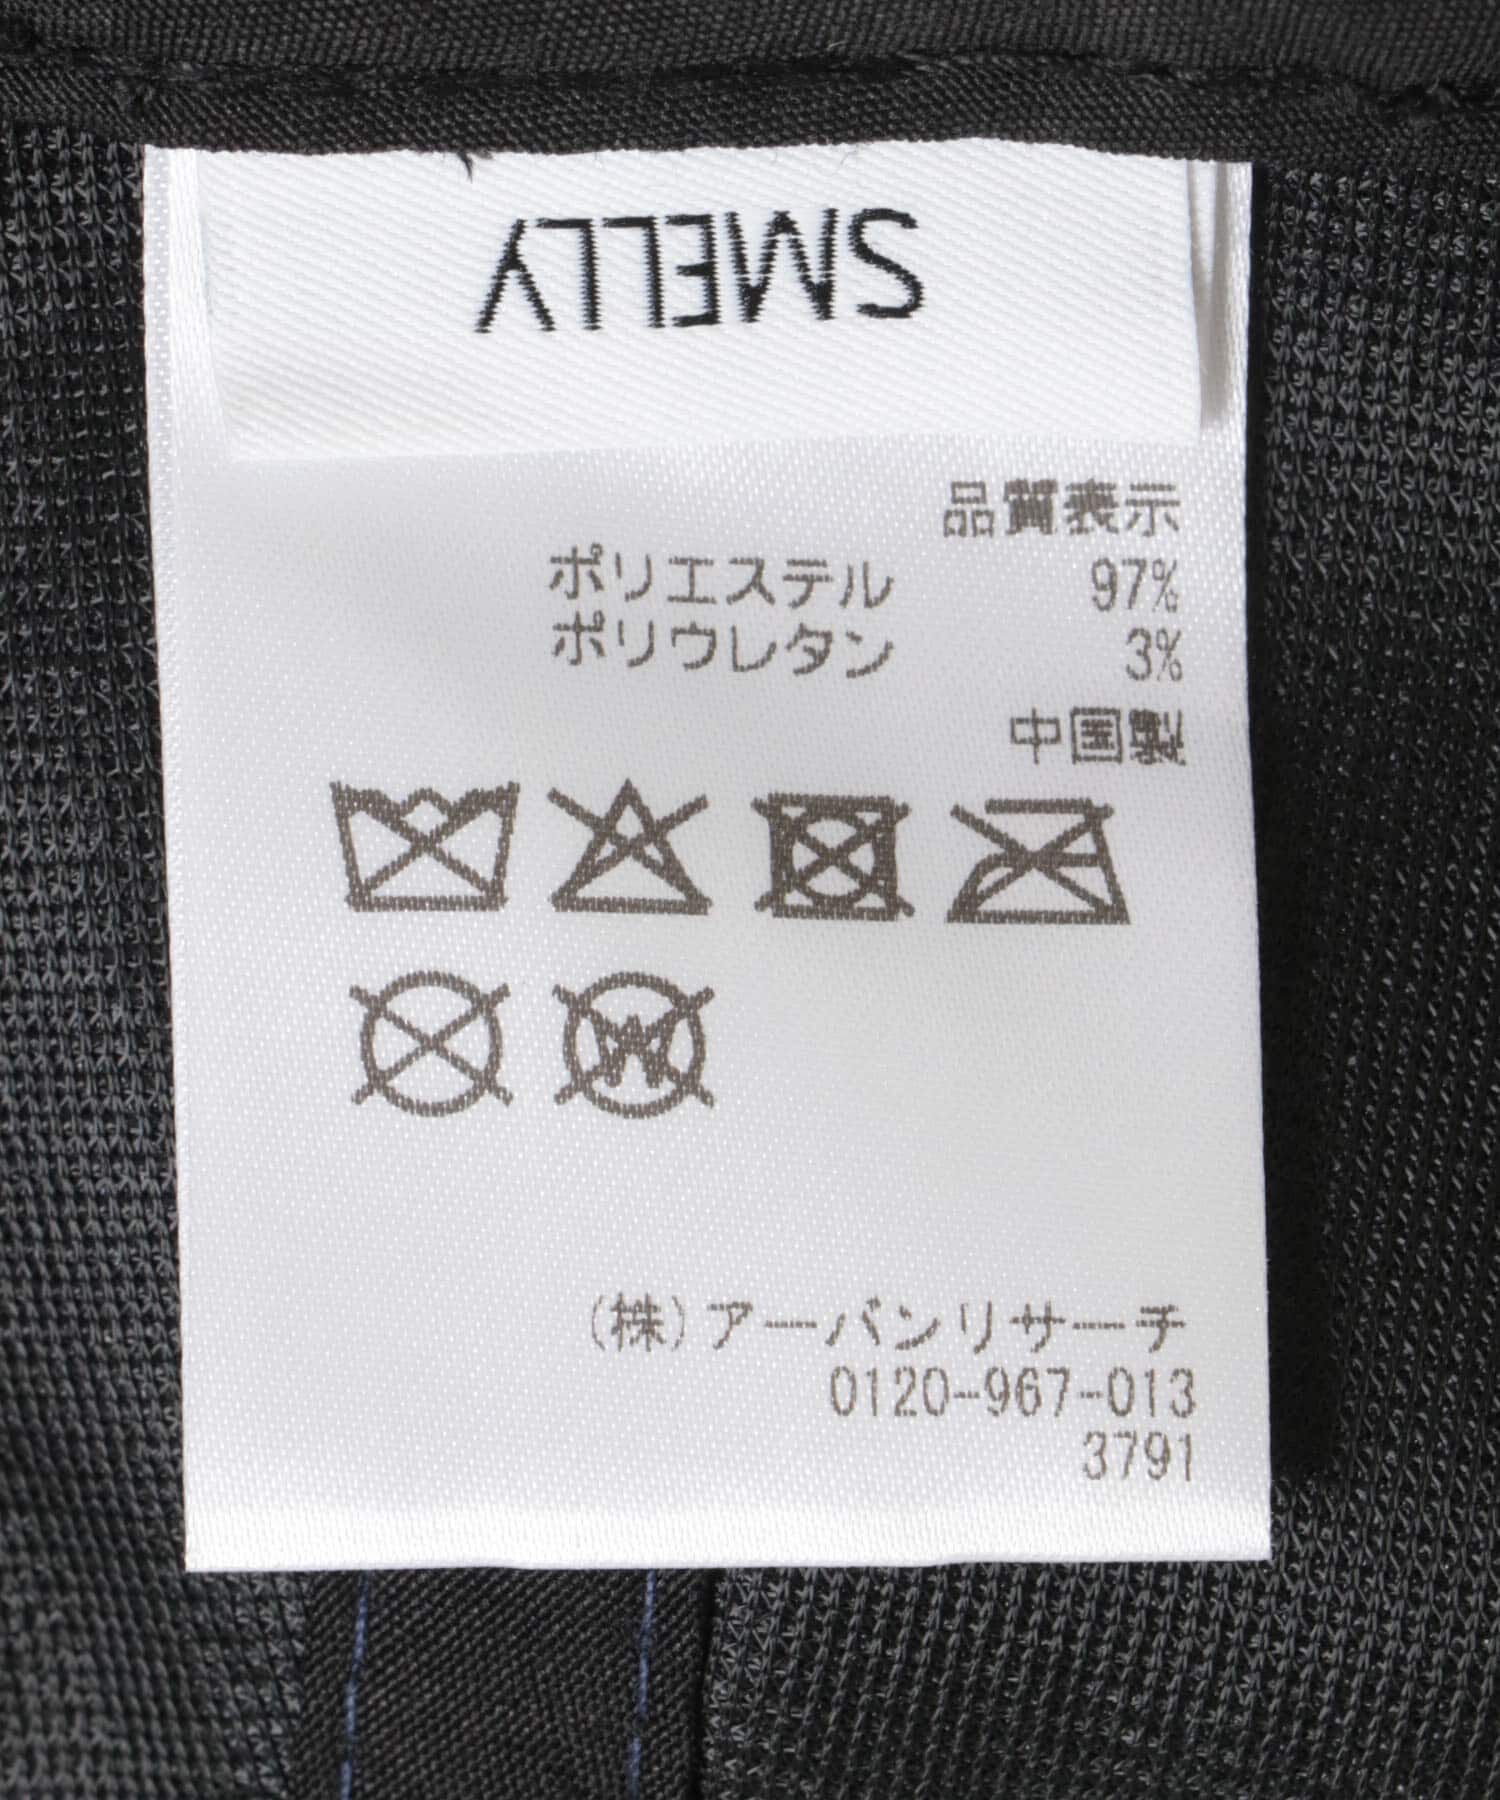 SMELLY
品質表示
ポリエステル 97%
ポリウレタン 3%
中国製
W
(株)アーバンリサーチ
0120-967-013
3791